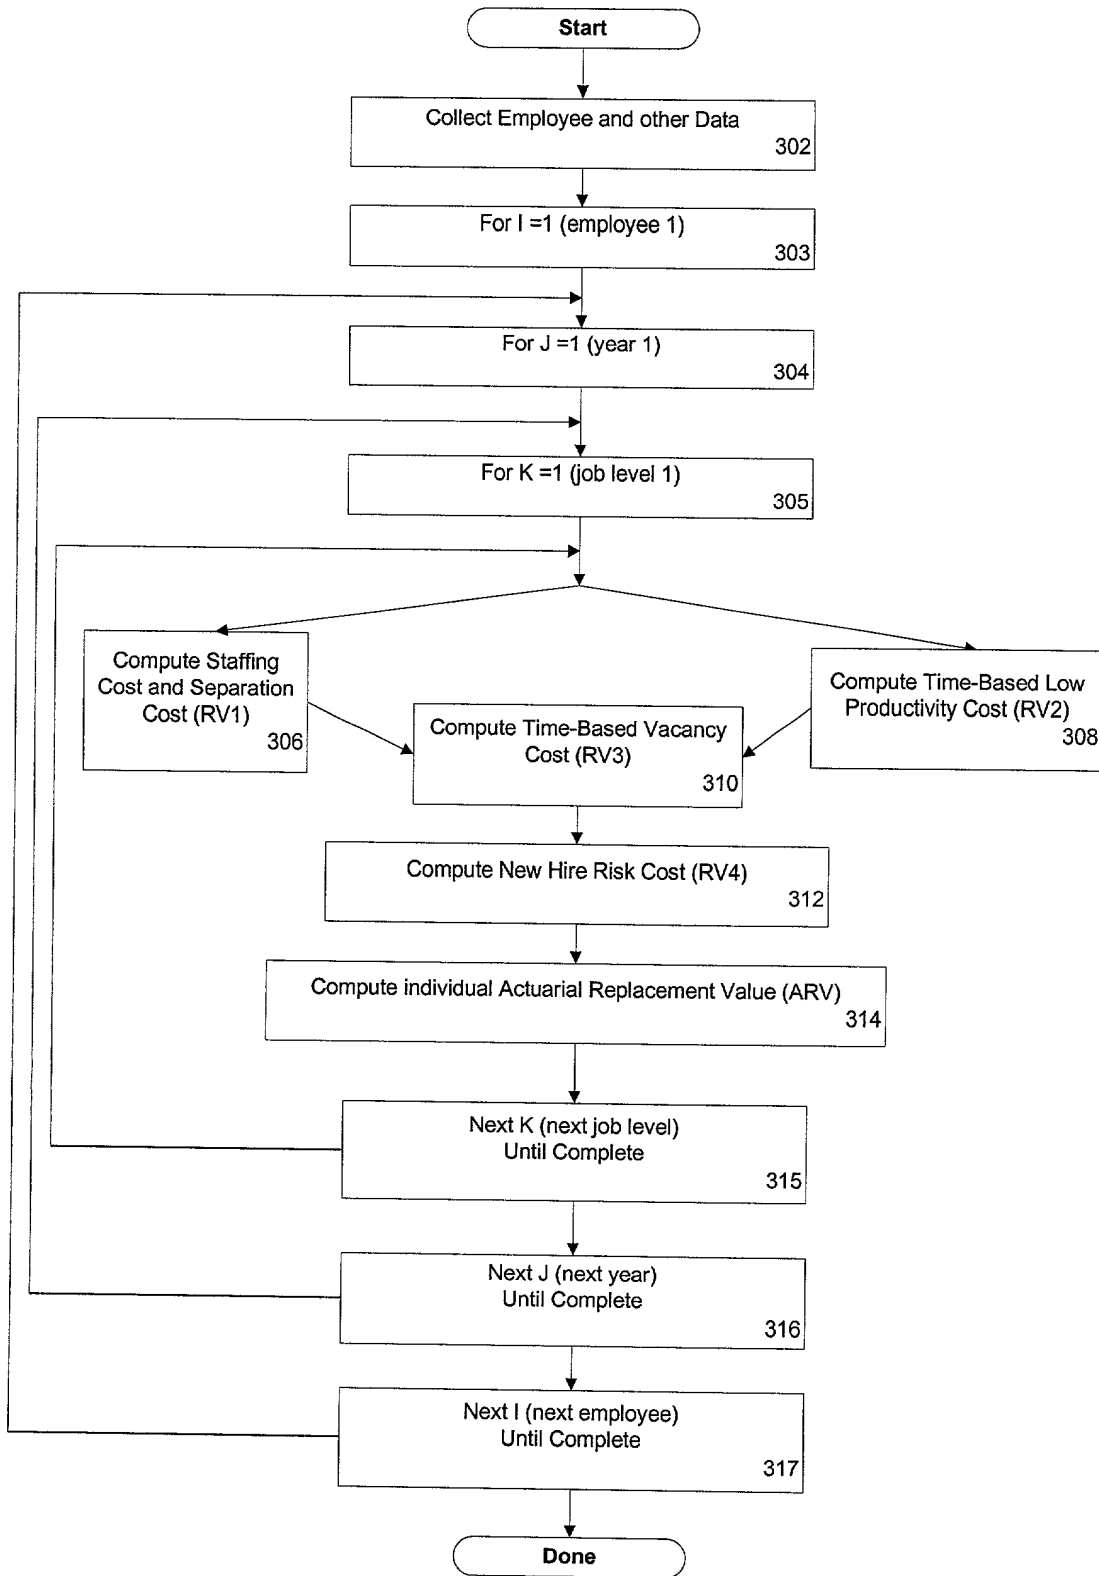 Start
Collect Employee and other Data
302
For I =1 (employee 1)
303
For J =1 (year 1)
304
For K =1 (job level 1)
305
Compute Staffing
Cost and Separation
Cost (RV1)
306
Compute Time-Based Low
Productivity Cost (RV2)
308
Compute Time-Based Vacancy
Cost (RV3)
310
Compute New Hire Risk Cost (RV4)
312
Compute individual Actuarial Replacement Value (ARV)
314
Next K (next job level)
Until Complete
315
Next J (next year)
Until Complete
316
Next I (next employee)
Until Complete
317
Done